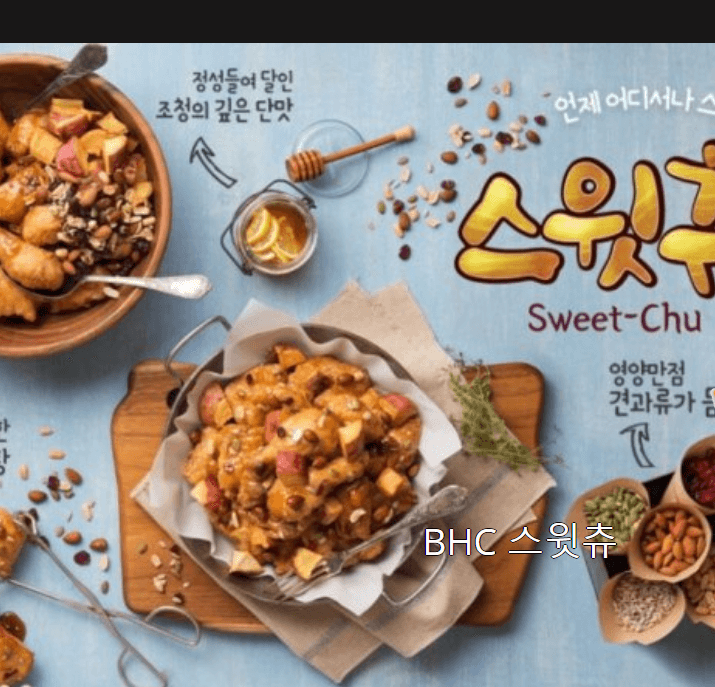 정성들여 달인
조청의 깊은 단맛
언제 어디서나
스윗츄
Sweet-Chu
영양만점
견과류가
BHC 스윗츄